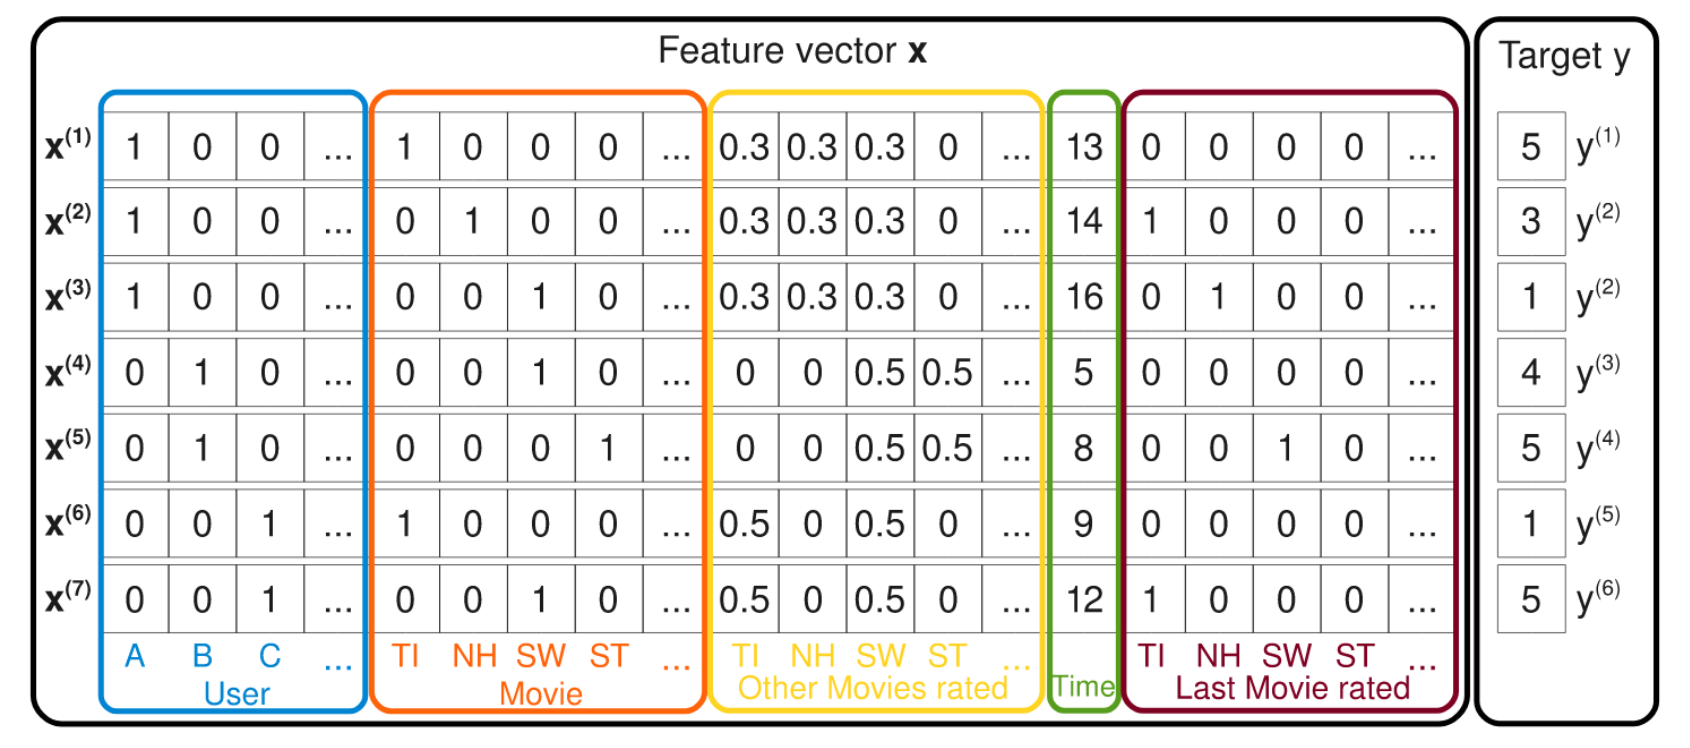 Feature vector x
Target y
x(1) 1 0 0 ... 1 0 0 0 ... 0.3 0.3 0.3 0 ... 13 0 0 0 0 ... 5 y(1)
x(2) 1 0 0 ... 0 1 0 0 ... 0.3 0.3 0.3 0 ... 14 1 0 0 0 ... 3 y(2)
x(3) 1 0 0 ... 0 0 1 0 ... 0.3 0.3 0.3 0 ... 16 0 1 0 0 ... 1 y(2)
x(4) 0 1 0 ... 0 0 1 0 ... 0 0 0.5 0.5 ... 5 0 0 0 0 ... 4 y(3)
x(5) 0 1 0 ... 0 0 0 1 ... 0 0 0.5 0.5 ... 8 0 0 1 0 ... 5 y(4)
x(6) 0 0 1 ... 1 0 0 0 ... 0.5 0 0.5 0 ... 9 0 0 0 0 ... 1 y(5)
x(7) 0 0 1 ... 0 0 1 0 ... 0.5 0 0.5 0 ... 12 1 0 0 0 ... 5 y(6)
A B C ... TI NH SW ST ... TI NH SW ST ... TI NH SW ST ...
User Movie Other Movies rated Time Last Movie rated